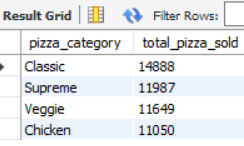 Result Grid Filter Rows:
pizza_category total_pizza_sold
Classic 14888
Supreme 11987
Veggie 11649
Chicken 11050